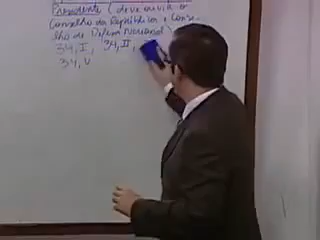 Presidente (deve ouvir o
Conselho da República e Conse-
lho de Defesa Nacional)
34, I, 34, II,
34, V